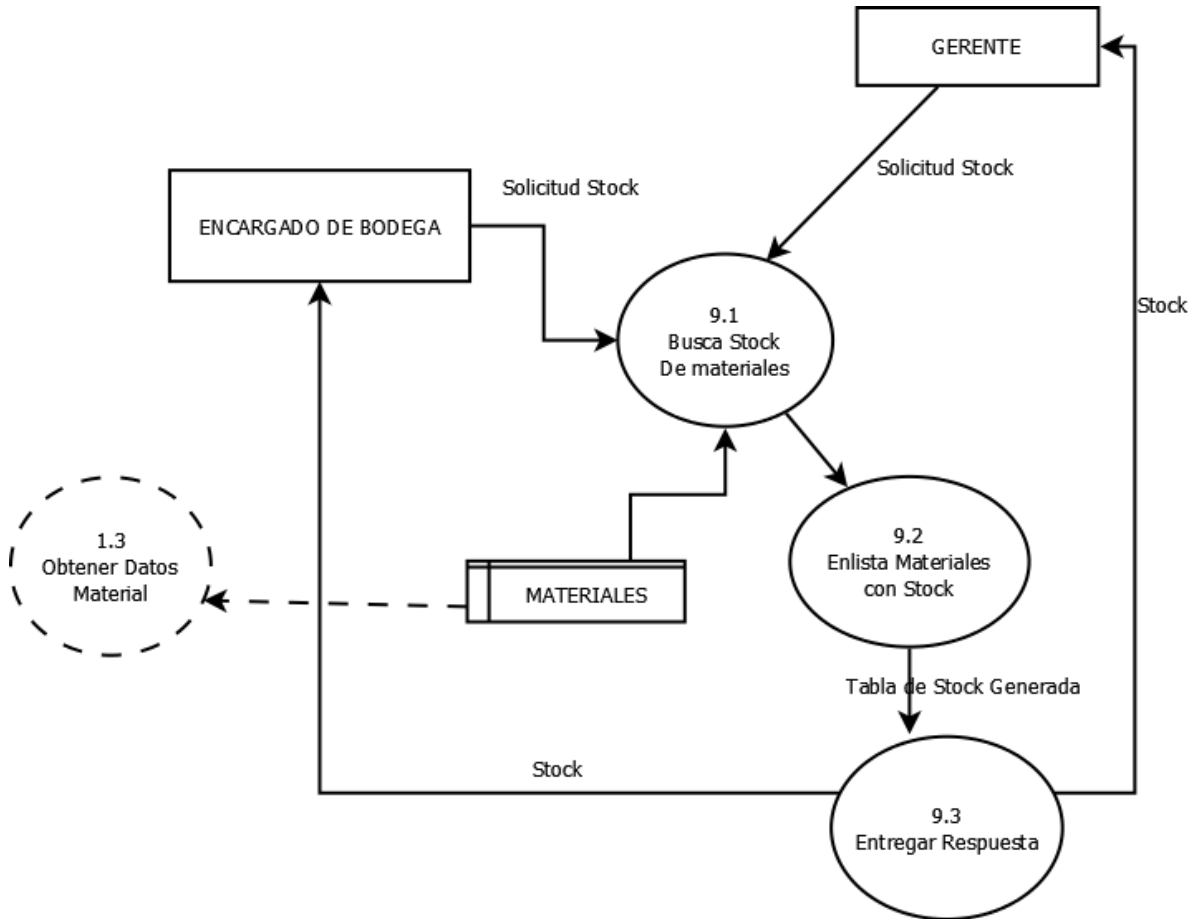 GERENTE
Solicitud Stock
Solicitud Stock
ENCARGADO DE BODEGA
Stock
9.1
Busca Stock
De materiales
1.3
Obtener Datos
Material
9.2
Enlista Materiales
con Stock
MATERIALES
Tabla de Stock Generada
Stock
9.3
Entregar Respuesta